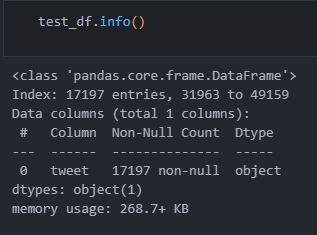 test_df.info()
<class 'pandas.core.frame.DataFrame'>
Index: 17197 entries, 31963 to 49159
Data columns (total 1 columns):
 #   Column  Non-Null Count  Dtype
---  ------  --------------  -----
 0   tweet   17197 non-null  object
dtypes: object(1)
memory usage: 268.7+ KB